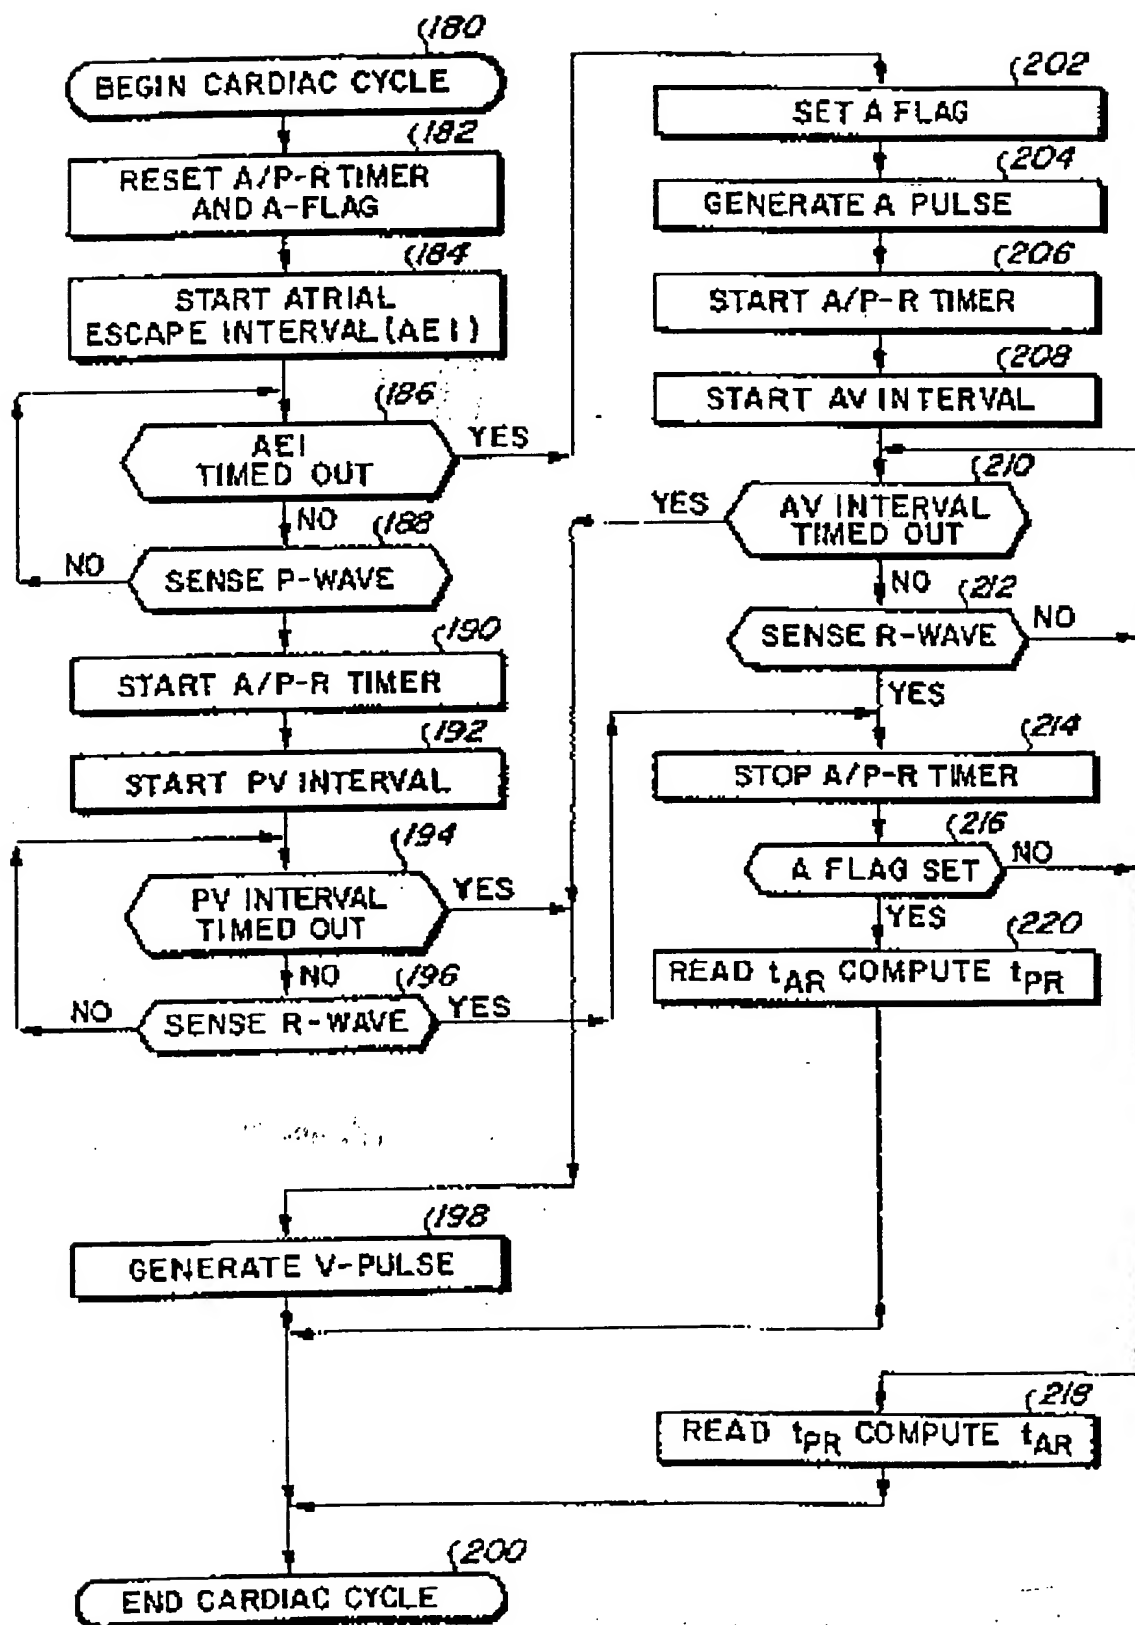 180
BEGIN CARDIAC CYCLE
182
RESET A/P-R TIMER
AND A-FLAG
184
START ATRIAL
ESCAPE INTERVAL (AEI)
186
AEI
TIMED OUT
YES
NO
188
SENSE P-WAVE
NO
190
START A/P-R TIMER
192
START PV INTERVAL
194
PV INTERVAL
TIMED OUT
YES
NO
196
SENSE R-WAVE
NO
YES
198
GENERATE V-PULSE
200
END CARDIAC CYCLE
202
SET A FLAG
204
GENERATE A PULSE
206
START A/P-R TIMER
208
START AV INTERVAL
210
AV INTERVAL
TIMED OUT
YES
NO
212
SENSE R-WAVE
NO
YES
214
STOP A/P-R TIMER
216
A FLAG SET
NO
YES
220
READ tAR COMPUTE tPR
218
READ tPR COMPUTE tAR